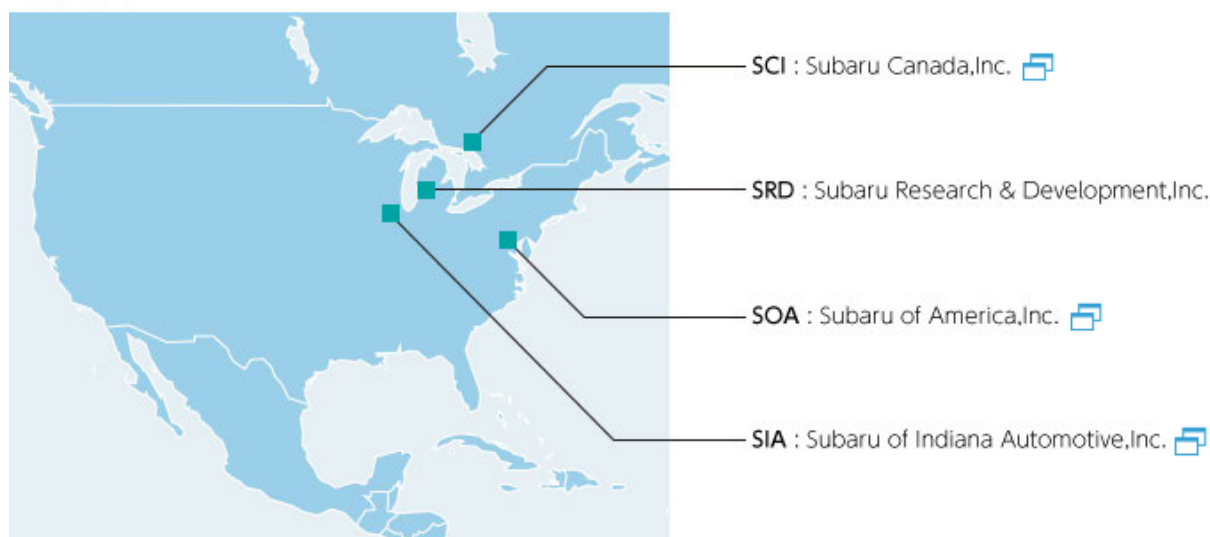 SCI : Subaru Canada,Inc.
SRD : Subaru Research & Development,Inc.
SOA : Subaru of America,Inc.
SIA : Subaru of Indiana Automotive,Inc.